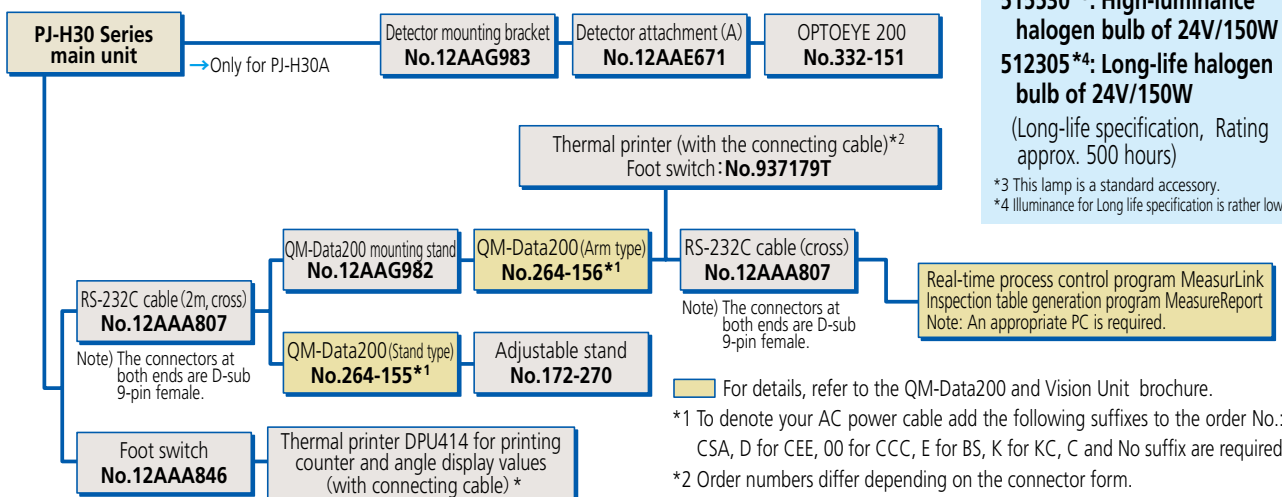 PJ-H30 Series
main unit
→Only for PJ-H30A
Detector mounting bracket
No.12AAG983
Detector attachment (A)
No.12AAE671
OPTOEYE 200
No.332-151
halogen bulb of 24V/150W
512305*4: Long-life halogen
bulb of 24V/150W
(Long-life specification, Rating
approx. 500 hours)
*3 This lamp is a standard accessory.
*4 Illuminance for Long life specification is rather low
Thermal printer (with the connecting cable)*2
Foot switch:No.937179T
RS-232C cable (2m, cross)
No.12AAA807
Note) The connectors at
both ends are D-sub
9-pin female.
QM-Data200 mounting stand
No.12AAG982
QM-Data200 (Arm type)
No.264-156*1
RS-232C cable (cross)
No.12AAA807
Note) The connectors at
both ends are D-sub
9-pin female.
Real-time process control program MeasurLink
Inspection table generation program MeasureReport
Note: An appropriate PC is required.
QM-Data200 (Stand type)
No.264-155*1
Adjustable stand
No.172-270
Foot switch
No.12AAA846
Thermal printer DPU414 for printing
counter and angle display values
(with connecting cable) *
For details, refer to the QM-Data200 and Vision Unit brochure.
*1 To denote your AC power cable add the following suffixes to the order No.:
CSA, D for CEE, 00 for CCC, E for BS, K for KC, C and No suffix are required
*2 Order numbers differ depending on the connector form.